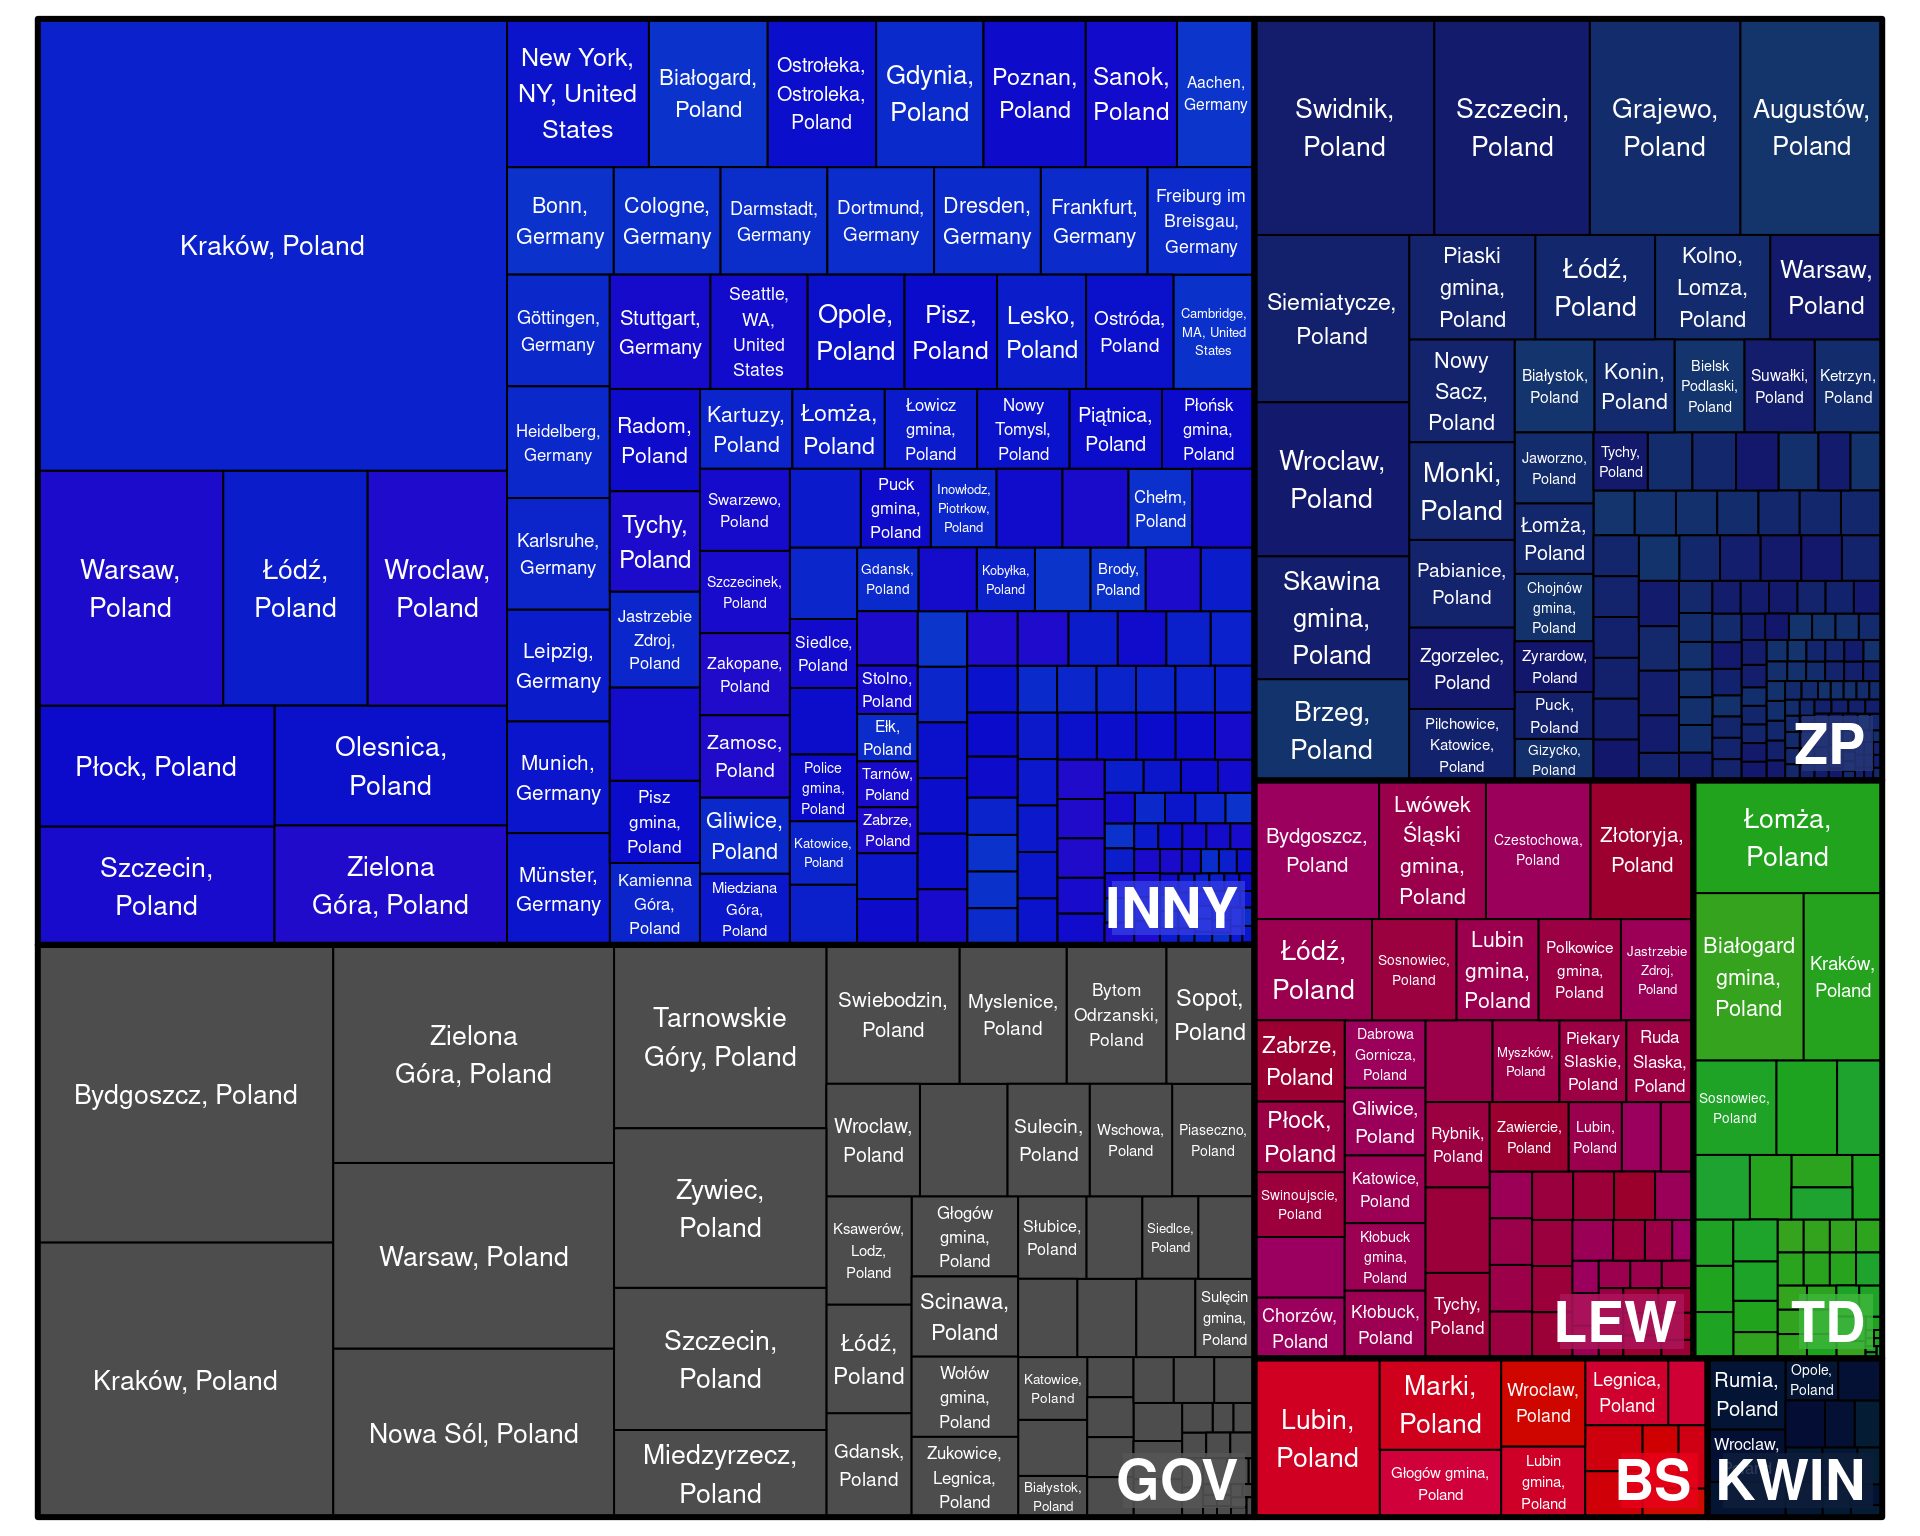 Kraków, Poland
Warsaw,
Poland
Łódź,
Poland
Wroclaw,
Poland
Płock, Poland
Olesnica,
Poland
Szczecin,
Poland
Zielona
Góra, Poland
New York,
NY, United
States
Białogard,
Poland
Ostrołeka,
Ostroleka,
Poland
Gdynia,
Poland
Poznan,
Poland
Sanok,
Poland
Aachen,
Germany
Bonn,
Germany
Cologne,
Germany
Darmstadt,
Germany
Dortmund,
Germany
Dresden,
Germany
Frankfurt,
Germany
Freiburg im
Breisgau,
Germany
Göttingen,
Germany
Heidelberg,
Germany
Karlsruhe,
Germany
Leipzig,
Germany
Munich,
Germany
Münster,
Germany
Stuttgart,
Germany
Seattle,
WA,
United
States
Opole,
Poland
Pisz,
Poland
Lesko,
Poland
Ostróda,
Poland
Cambridge,
MA, United
States
Radom,
Poland
Tychy,
Poland
Jastrzebie
Zdroj,
Poland
Pisz
gmina,
Poland
Kamienna
Góra,
Poland
Kartuzy,
Poland
Łomża,
Poland
Łowicz
gmina,
Poland
Nowy
Tomysl,
Poland
Piątnica,
Poland
Płońsk
gmina,
Poland
Swarzewo,
Poland
Szczecinek,
Poland
Zakopane,
Poland
Zamosc,
Poland
Gliwice,
Poland
Miedziana
Góra,
Poland
Puck
gmina,
Poland
Inowłodz,
Piotrkow,
Poland
Chełm,
Poland
Siedlce,
Poland
Police
gmina,
Poland
Katowice,
Poland
Gdansk,
Poland
Kobyłka,
Poland
Brody,
Poland
Stolno,
Poland
Ełk,
Poland
Tarnów,
Poland
Zabrze,
Poland
INNY
Swidnik,
Poland
Szczecin,
Poland
Grajewo,
Poland
Augustów,
Poland
Siemiatycze,
Poland
Wroclaw,
Poland
Skawina
gmina,
Poland
Brzeg,
Poland
Piaski
gmina,
Poland
Łódź,
Poland
Kolno,
Lomza,
Poland
Warsaw,
Poland
Nowy
Sacz,
Poland
Monki,
Poland
Pabianice,
Poland
Zgorzelec,
Poland
Pilchowice,
Katowice,
Poland
Białystok,
Poland
Konin,
Poland
Bielsk
Podlaski,
Poland
Suwałki,
Poland
Ketrzyn,
Poland
Jaworzno,
Poland
Łomża,
Poland
Chojnów
gmina,
Poland
Zyrardow,
Poland
Puck,
Poland
Gizycko,
Poland
Tychy,
Poland
ZP
Bydgoszcz, Poland
Kraków, Poland
Zielona
Góra, Poland
Warsaw, Poland
Nowa Sól, Poland
Tarnowskie
Góry, Poland
Zywiec,
Poland
Szczecin,
Poland
Miedzyrzecz,
Poland
Swiebodzin,
Poland
Myslenice,
Poland
Bytom
Odrzanski,
Poland
Sopot,
Poland
Wroclaw,
Poland
Sulecin,
Poland
Wschowa,
Poland
Piaseczno,
Poland
Ksawerów,
Lodz,
Poland
Łódź,
Poland
Gdansk,
Poland
Głogów
gmina,
Poland
Scinawa,
Poland
Wołów
gmina,
Poland
Zukowice,
Legnica,
Poland
Słubice,
Poland
Siedlce,
Poland
Sulęcin
gmina,
Poland
Katowice,
Poland
Białystok,
Poland
GOV
Bydgoszcz,
Poland
Lwówek
Śląski
gmina,
Poland
Czestochowa,
Poland
Złotoryja,
Poland
Łódź,
Poland
Sosnowiec,
Poland
Lubin
gmina,
Poland
Polkowice
gmina,
Poland
Jastrzebie
Zdroj,
Poland
Zabrze,
Poland
Płock,
Poland
Swinoujscie,
Poland
Chorzów,
Poland
Dabrowa
Gornicza,
Poland
Gliwice,
Poland
Katowice,
Poland
Kłobuck
gmina,
Poland
Kłobuck,
Poland
Myszków,
Poland
Piekary
Slaskie,
Poland
Ruda
Slaska,
Poland
Rybnik,
Poland
Tychy,
Poland
Zawiercie,
Poland
Lubin,
Poland
LEW
Łomża,
Poland
Białogard
gmina,
Poland
Kraków,
Poland
Sosnowiec,
Poland
TD
Lubin,
Poland
Marki,
Poland
Głogów gmina,
Poland
Wroclaw,
Poland
Lubin
gmina,
Poland
Legnica,
Poland
BS
Rumia,
Poland
Opole,
Poland
Wroclaw,
KWIN